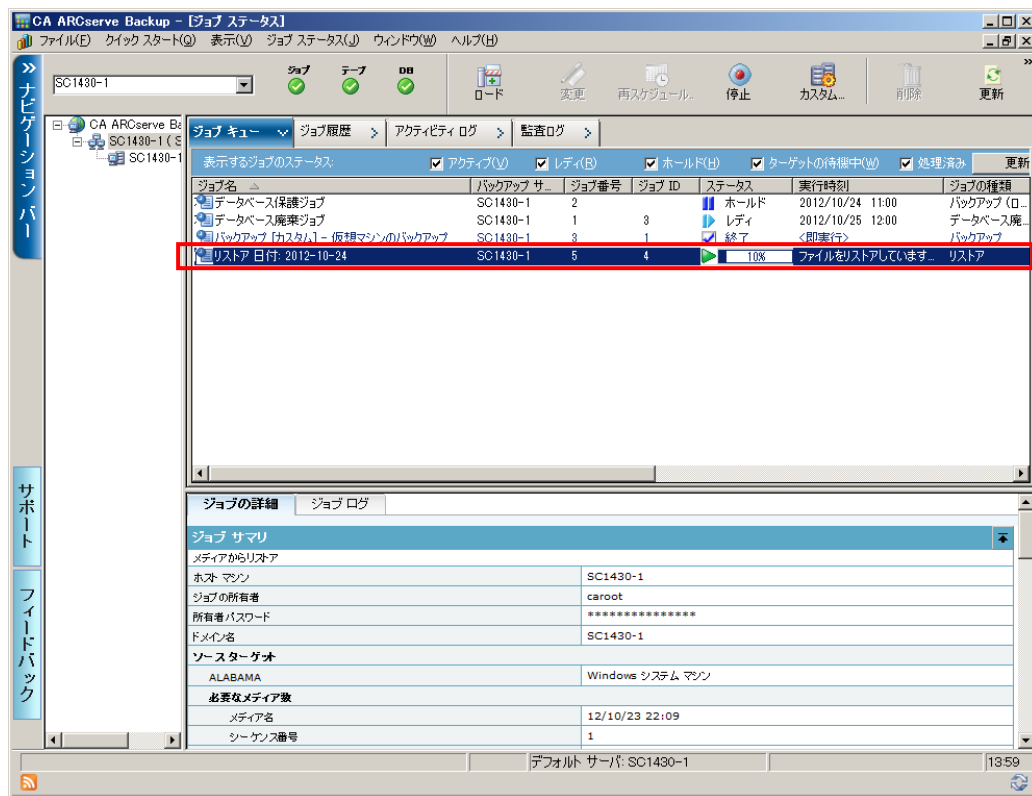 CA ARCserve Backup - [ジョブ ステータス]
ファイル(F) クイック スタート(Q) 表示(V) ジョブ ステータス(J) ウィンドウ(W) ヘルプ(H)
SC1430-1
ジョブ テープ DB
ロード 変更 再スケジュール... 停止 カスタム... 削除 更新
ナビゲーション バー
サポート
フィードバック
CA ARCserve Ba
SC1430-1 ( S
SC1430-1
ジョブ キュー ジョブ履歴 アクティビティ ログ 監査ログ
表示するジョブのステータス: アクティブ(V) レディ(R) ホールド(H) ターゲットの待機中(W) 処理済み 更新
ジョブ名 バックアップ サ... ジョブ番号 ジョブ ID ステータス 実行時刻 ジョブの種類
データベース保護ジョブ SC1430-1 2 ホールド 2012/10/24 11:00 バックアップ (ロ...
データベース廃棄ジョブ SC1430-1 1 3 レディ 2012/10/25 12:00 データベース廃...
バックアップ [カスタム] - 仮想マシンのバックアップ SC1430-1 3 1 終了 <即実行> バックアップ
リストア 日付: 2012-10-24 SC1430-1 5 4 10% ファイルをリストアしています... リストア
ジョブの詳細 ジョブ ログ
ジョブ サマリ
メディアからリストア
ホスト マシン SC1430-1
ジョブの所有者 caroot
所有者パスワード ***************
ドメイン名 SC1430-1
ソース ターゲット
ALABAMA Windows システム マシン
必要なメディア数
メディア名 12/10/23 22:09
シーケンス番号 1
デフォルト サーバ: SC1430-1 13:59